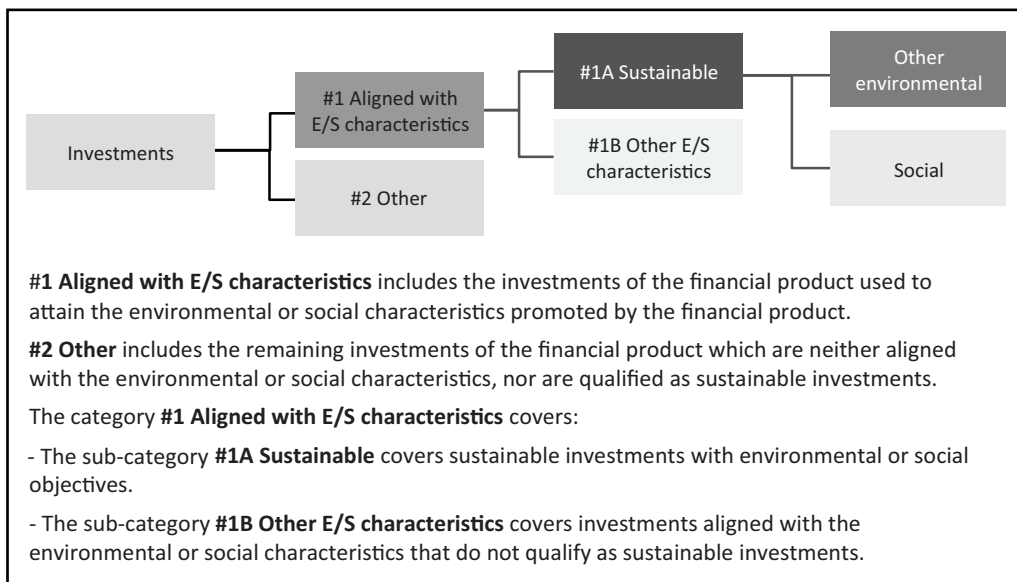 Investments
#1 Aligned with
E/S characteristics
#2 Other
#1A Sustainable
#1B Other E/S
characteristics
Other
environmental
Social
#1 Aligned with E/S characteristics includes the investments of the financial product used to
attain the environmental or social characteristics promoted by the financial product.
#2 Other includes the remaining investments of the financial product which are neither aligned
with the environmental or social characteristics, nor are qualified as sustainable investments.
The category #1 Aligned with E/S characteristics covers:
- The sub-category #1A Sustainable covers sustainable investments with environmental or social
objectives.
- The sub-category #1B Other E/S characteristics covers investments aligned with the
environmental or social characteristics that do not qualify as sustainable investments.